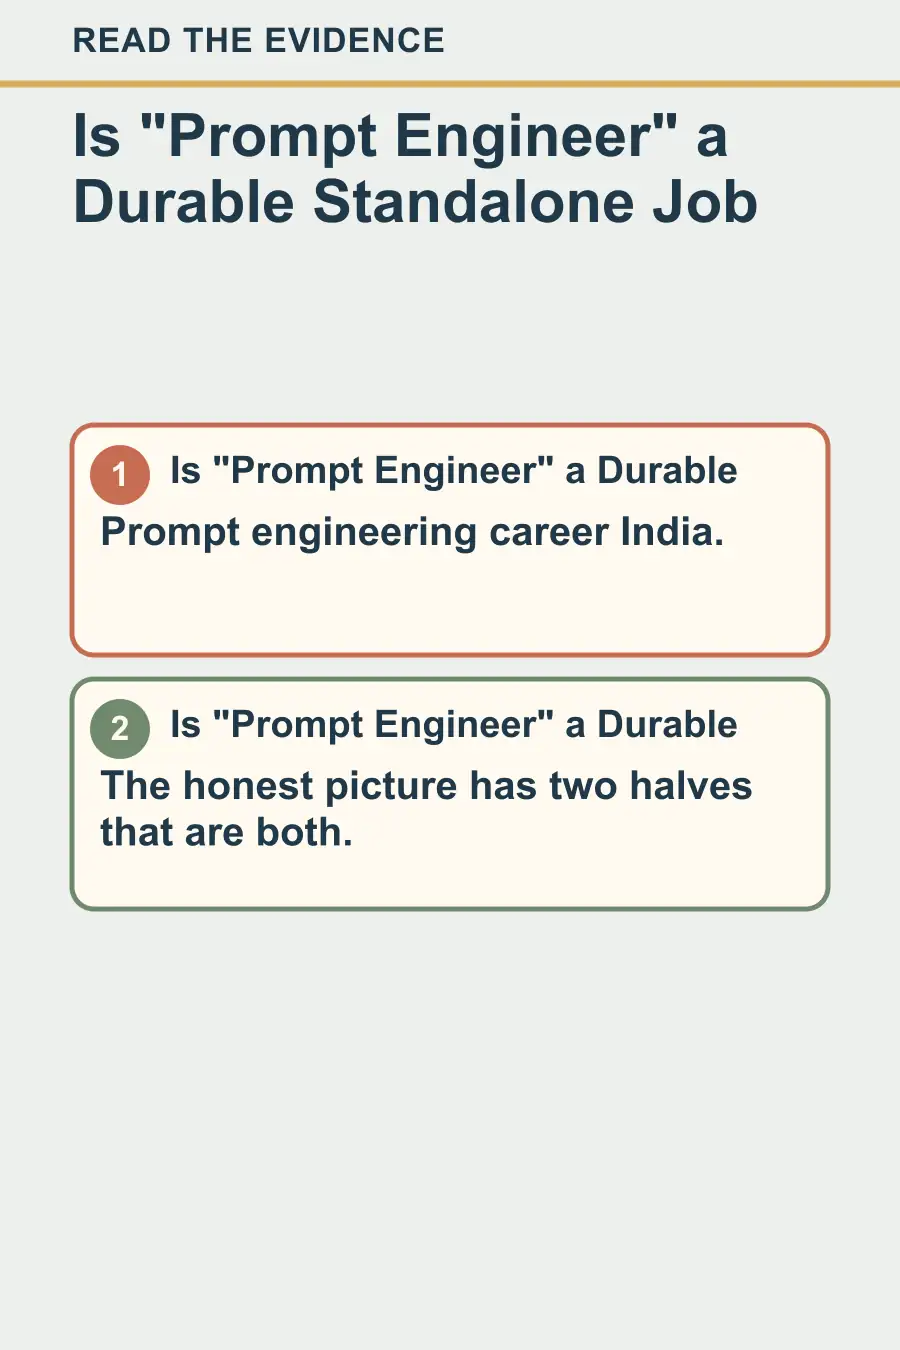 READ THE EVIDENCE
Is "Prompt Engineer" a
Durable Standalone Job
1
Is "Prompt Engineer" a Durable
Prompt engineering career India.
2
Is "Prompt Engineer" a Durable
The honest picture has two halves
that are both.